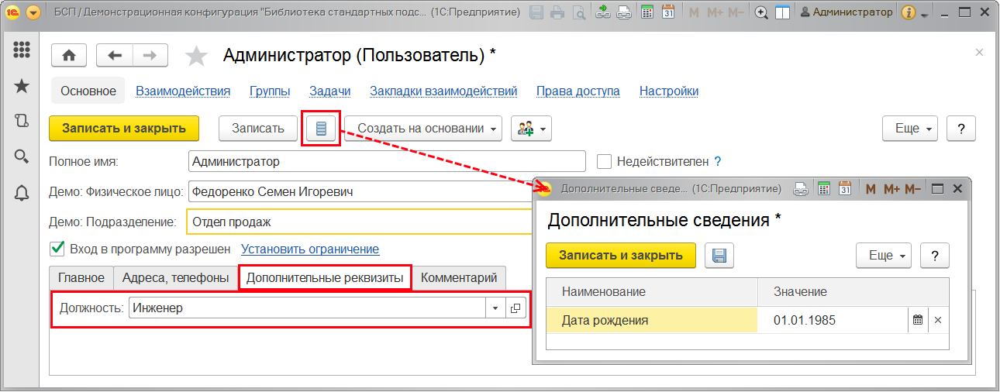 БСП / Демонстрационная конфигурация "Библиотека стандартных подс... (1С:Предприятие) M M+ M− Администратор
Администратор (Пользователь) *
Основное Взаимодействия Группы Задачи Закладки взаимодействий Права доступа Настройки
Записать и закрыть Записать Создать на основании Еще ?
Полное имя: Администратор Недействителен ?
Демо: Физическое лицо: Федоренко Семен Игоревич
Демо: Подразделение: Отдел продаж
Вход в программу разрешен Установить ограничение
Главное Адреса, телефоны Дополнительные реквизиты Комментарий
Должность: Инженер
Дополнительные сведе... (1С:Предприятие) 31 M M+ M−
Дополнительные сведения *
Записать и закрыть Еще ?
Наименование Значение
Дата рождения 01.01.1985